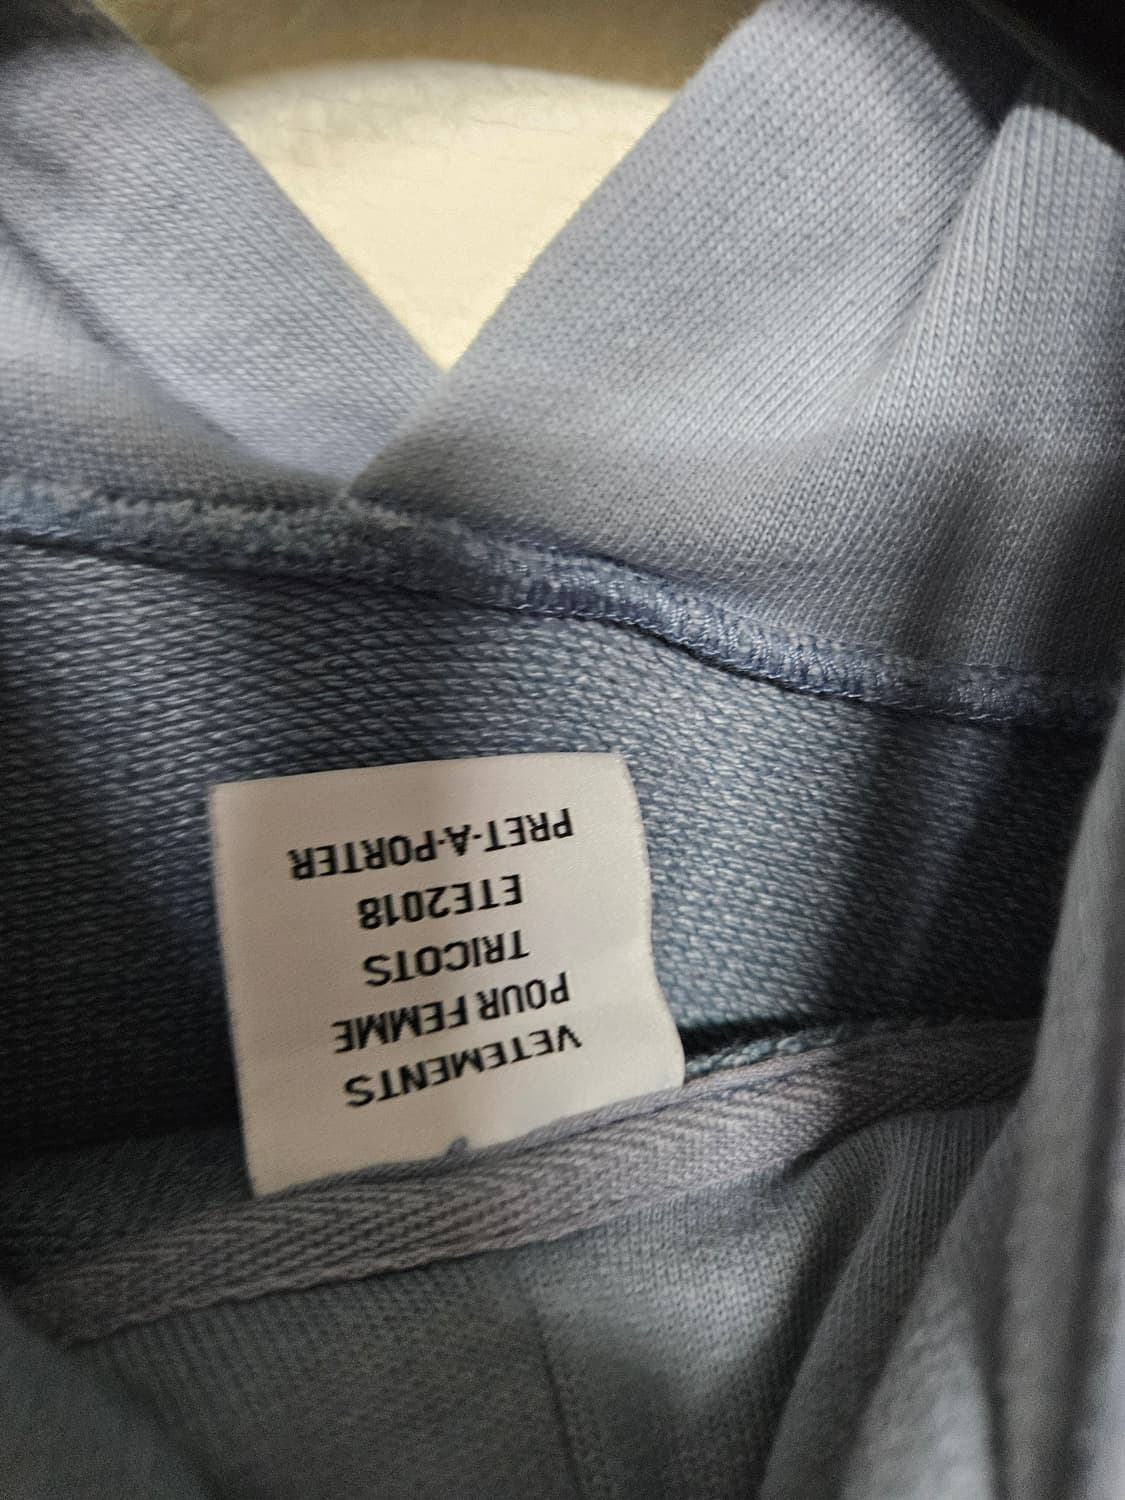 VETEMENTS
POUR FEMME
TRICOTS
ETE2018
PRET-A-PORTER